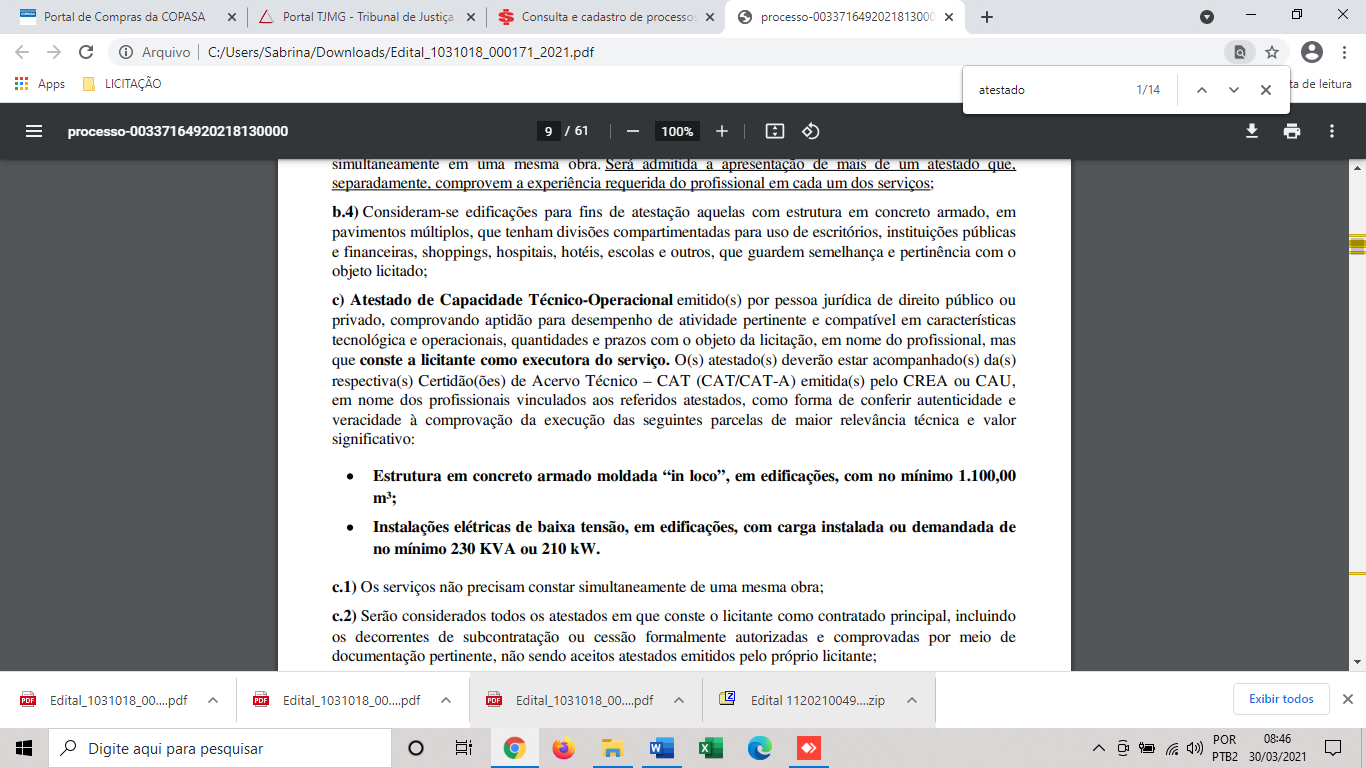 Portal de Compras da COPASA
Portal TJMG - Tribunal de Justiça
Consulta e cadastro de processos
processo-0033716492021813000
Arquivo
C:/Users/Sabrina/Downloads/Edital_1031018_000171_2021.pdf
Apps
LICITAÇÃO
ta de leitura
atestado
1/14
processo-00337164920218130000
9 / 61
100%
simultaneamente em uma mesma obra. Será admitida a apresentação de mais de um atestado que,
separadamente, comprovem a experiência requerida do profissional em cada um dos serviços;
b.4) Consideram-se edificações para fins de atestação aquelas com estrutura em concreto armado, em
pavimentos múltiplos, que tenham divisões compartimentadas para uso de escritórios, instituições públicas
e financeiras, shoppings, hospitais, hotéis, escolas e outros, que guardem semelhança e pertinência com o
objeto licitado;
c) Atestado de Capacidade Técnico-Operacional emitido(s) por pessoa jurídica de direito público ou
privado, comprovando aptidão para desempenho de atividade pertinente e compatível em características
tecnológica e operacionais, quantidades e prazos com o objeto da licitação, em nome do profissional, mas
que conste a licitante como executora do serviço. O(s) atestado(s) deverão estar acompanhado(s) da(s)
respectiva(s) Certidão(ões) de Acervo Técnico – CAT (CAT/CAT-A) emitida(s) pelo CREA ou CAU,
em nome dos profissionais vinculados aos referidos atestados, como forma de conferir autenticidade e
veracidade à comprovação da execução das seguintes parcelas de maior relevância técnica e valor
significativo:
• Estrutura em concreto armado moldada “in loco”, em edificações, com no mínimo 1.100,00
m³;
• Instalações elétricas de baixa tensão, em edificações, com carga instalada ou demandada de
no mínimo 230 KVA ou 210 kW.
c.1) Os serviços não precisam constar simultaneamente de uma mesma obra;
c.2) Serão considerados todos os atestados em que conste o licitante como contratado principal, incluindo
os decorrentes de subcontratação ou cessão formalmente autorizadas e comprovadas por meio de
documentação pertinente, não sendo aceitos atestados emitidos pelo próprio licitante;
Edital_1031018_00....pdf
Edital_1031018_00....pdf
Edital_1031018_00....pdf
Edital 1120210049....zip
Exibir todos
Digite aqui para pesquisar
POR
PTB2
08:46
30/03/2021